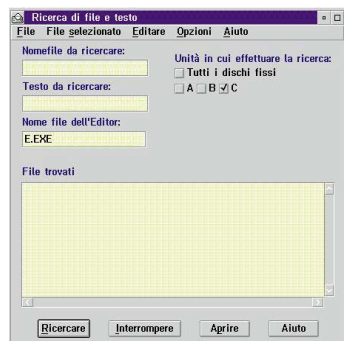 Ricerca di file e testo
File File selezionato Editare Opzioni Aiuto
Nomefile da ricercare:
Unità in cui effettuare la ricerca:
Tutti i dischi fissi
A B C
Testo da ricercare:
Nome file dell'Editor:
E.EXE
File trovati
Ricercare Interrompere Aprire Aiuto